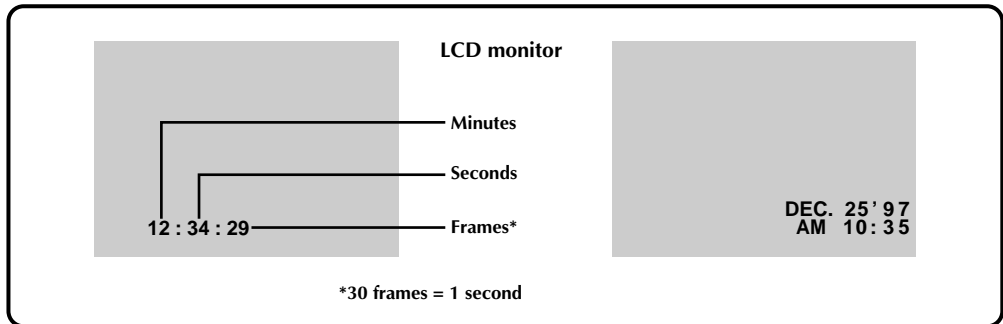 LCD monitor
Minutes
Seconds
12 : 34 : 29
Frames*
DEC. 25' 97
AM 10: 35
*30 frames = 1 second